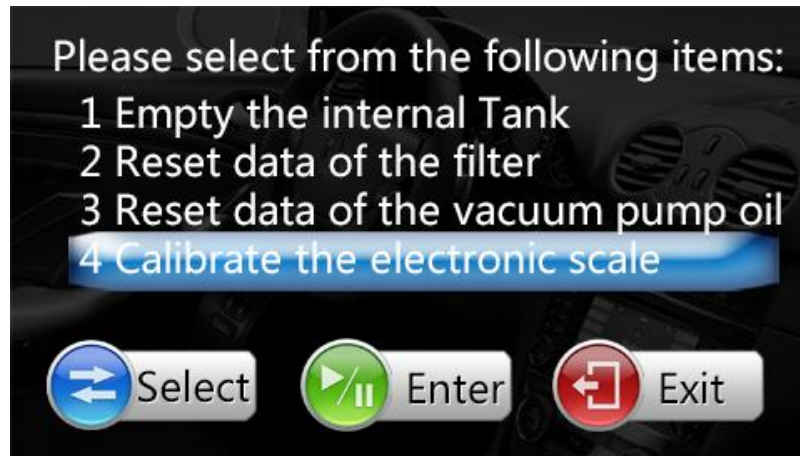 Please select from the following items:
1 Empty the internal Tank
2 Reset data of the filter
3 Reset data of the vacuum pump oil
4 Calibrate the electronic scale
Select
Enter
Exit